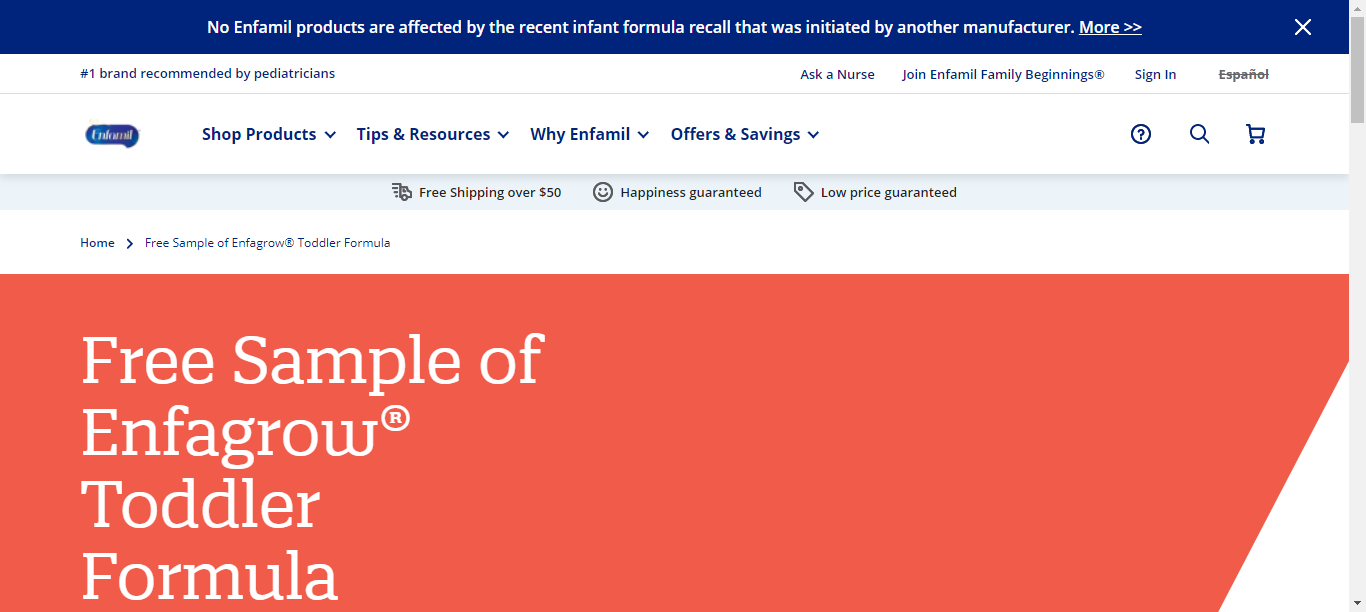 No Enfamil products are affected by the recent infant formula recall that was initiated by another manufacturer. More >>
#1 brand recommended by pediatricians
Ask a Nurse
Join Enfamil Family Beginnings®
Sign In
Español
Enfamil
Shop Products
Tips & Resources
Why Enfamil
Offers & Savings
Free Shipping over $50
Happiness guaranteed
Low price guaranteed
Home
Free Sample of Enfagrow® Toddler Formula
Free Sample of
Enfagrow®
Toddler
Formula